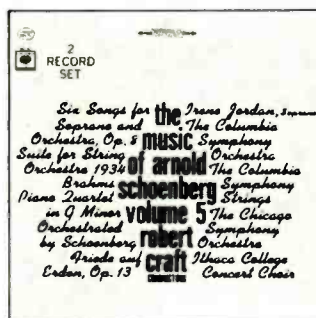 2
RECORD
SET
Six Songs for
Soprano and
Orchestra, Op. 8
Suite for String
Orchestra 1934
Brahms
Piano Quartet
in G Minor
Orchestrated
by Schoenberg
Friede auf
Erden, Op. 13
the
music
of arnold
schoenberg
volume 5
robert
craft
Irene Jordan, Soprano
The Columbia
Symphony
Orchestra
The Columbia
Symphony
Strings
The Chicago
Symphony
Orchestra
Ithaca College
Concert Choir